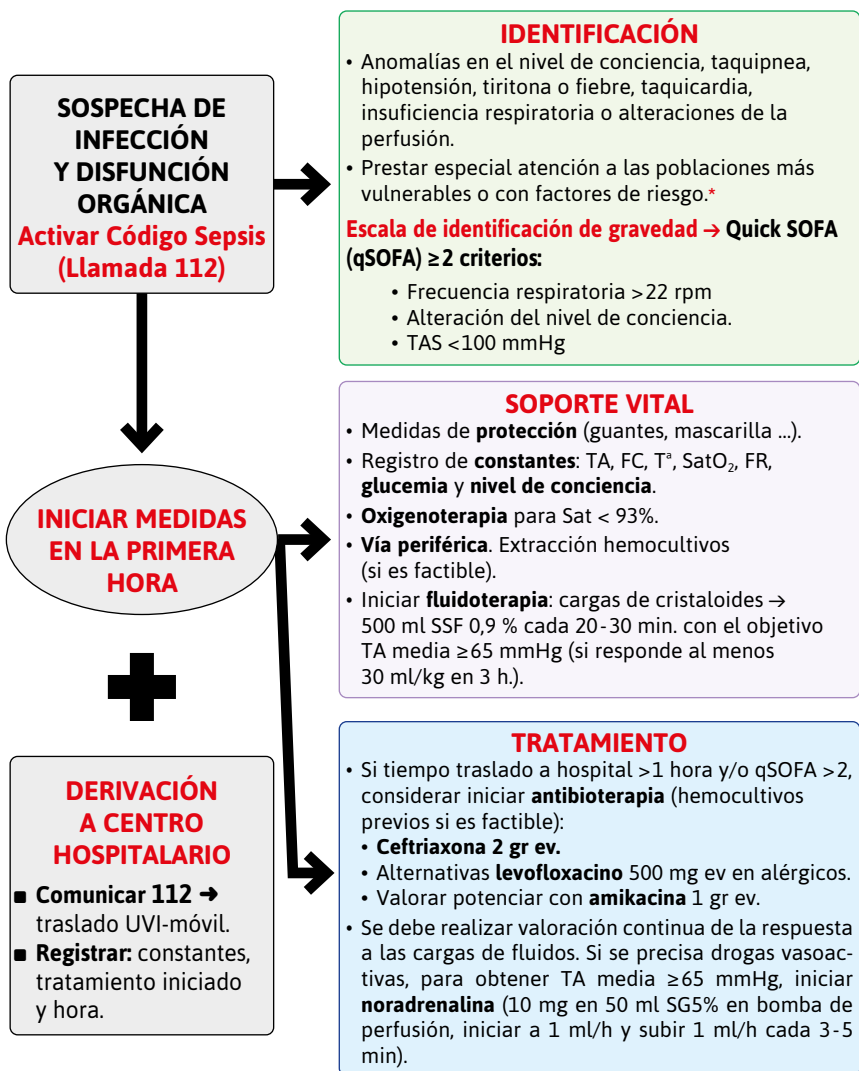 SOSPECHA DE
INFECCIÓN
Y DISFUNCIÓN
ORGÁNICA
Activar Código Sepsis
(Llamada 112)
IDENTIFICACIÓN
• Anomalías en el nivel de conciencia, taquipnea,
hipotensión, tiritona o fiebre, taquicardia,
insuficiencia respiratoria o alteraciones de la
perfusión.
• Prestar especial atención a las poblaciones más
vulnerables o con factores de riesgo.*
Escala de identificación de gravedad → Quick SOFA
(qSOFA) ≥2 criterios:
• Frecuencia respiratoria >22 rpm
• Alteración del nivel de conciencia.
• TAS <100 mmHg
INICIAR MEDIDAS
EN LA PRIMERA
HORA
SOPORTE VITAL
• Medidas de protección (guantes, mascarilla ...).
• Registro de constantes: TA, FC, Tª, SatO₂, FR,
glucemia y nivel de conciencia.
• Oxigenoterapia para Sat < 93%.
• Vía periférica. Extracción hemocultivos
(si es factible).
• Iniciar fluidoterapia: cargas de cristaloides →
500 ml SSF 0,9 % cada 20-30 min. con el objetivo
TA media ≥65 mmHg (si responde al menos
30 ml/kg en 3 h.).
DERIVACIÓN
A CENTRO
HOSPITALARIO
■ Comunicar 112 ➜
traslado UVI-móvil.
■ Registrar: constantes,
tratamiento iniciado
y hora.
TRATAMIENTO
• Si tiempo traslado a hospital >1 hora y/o qSOFA >2,
considerar iniciar antibioterapia (hemocultivos
previos si es factible):
• Ceftriaxona 2 gr ev.
• Alternativas levofloxacino 500 mg ev en alérgicos.
• Valorar potenciar con amikacina 1 gr ev.
• Se debe realizar valoración continua de la respuesta
a las cargas de fluidos. Si se precisa drogas vasoac-
tivas, para obtener TA media ≥65 mmHg, iniciar
noradrenalina (10 mg en 50 ml SG5% en bomba de
perfusión, iniciar a 1 ml/h y subir 1 ml/h cada 3-5
min).